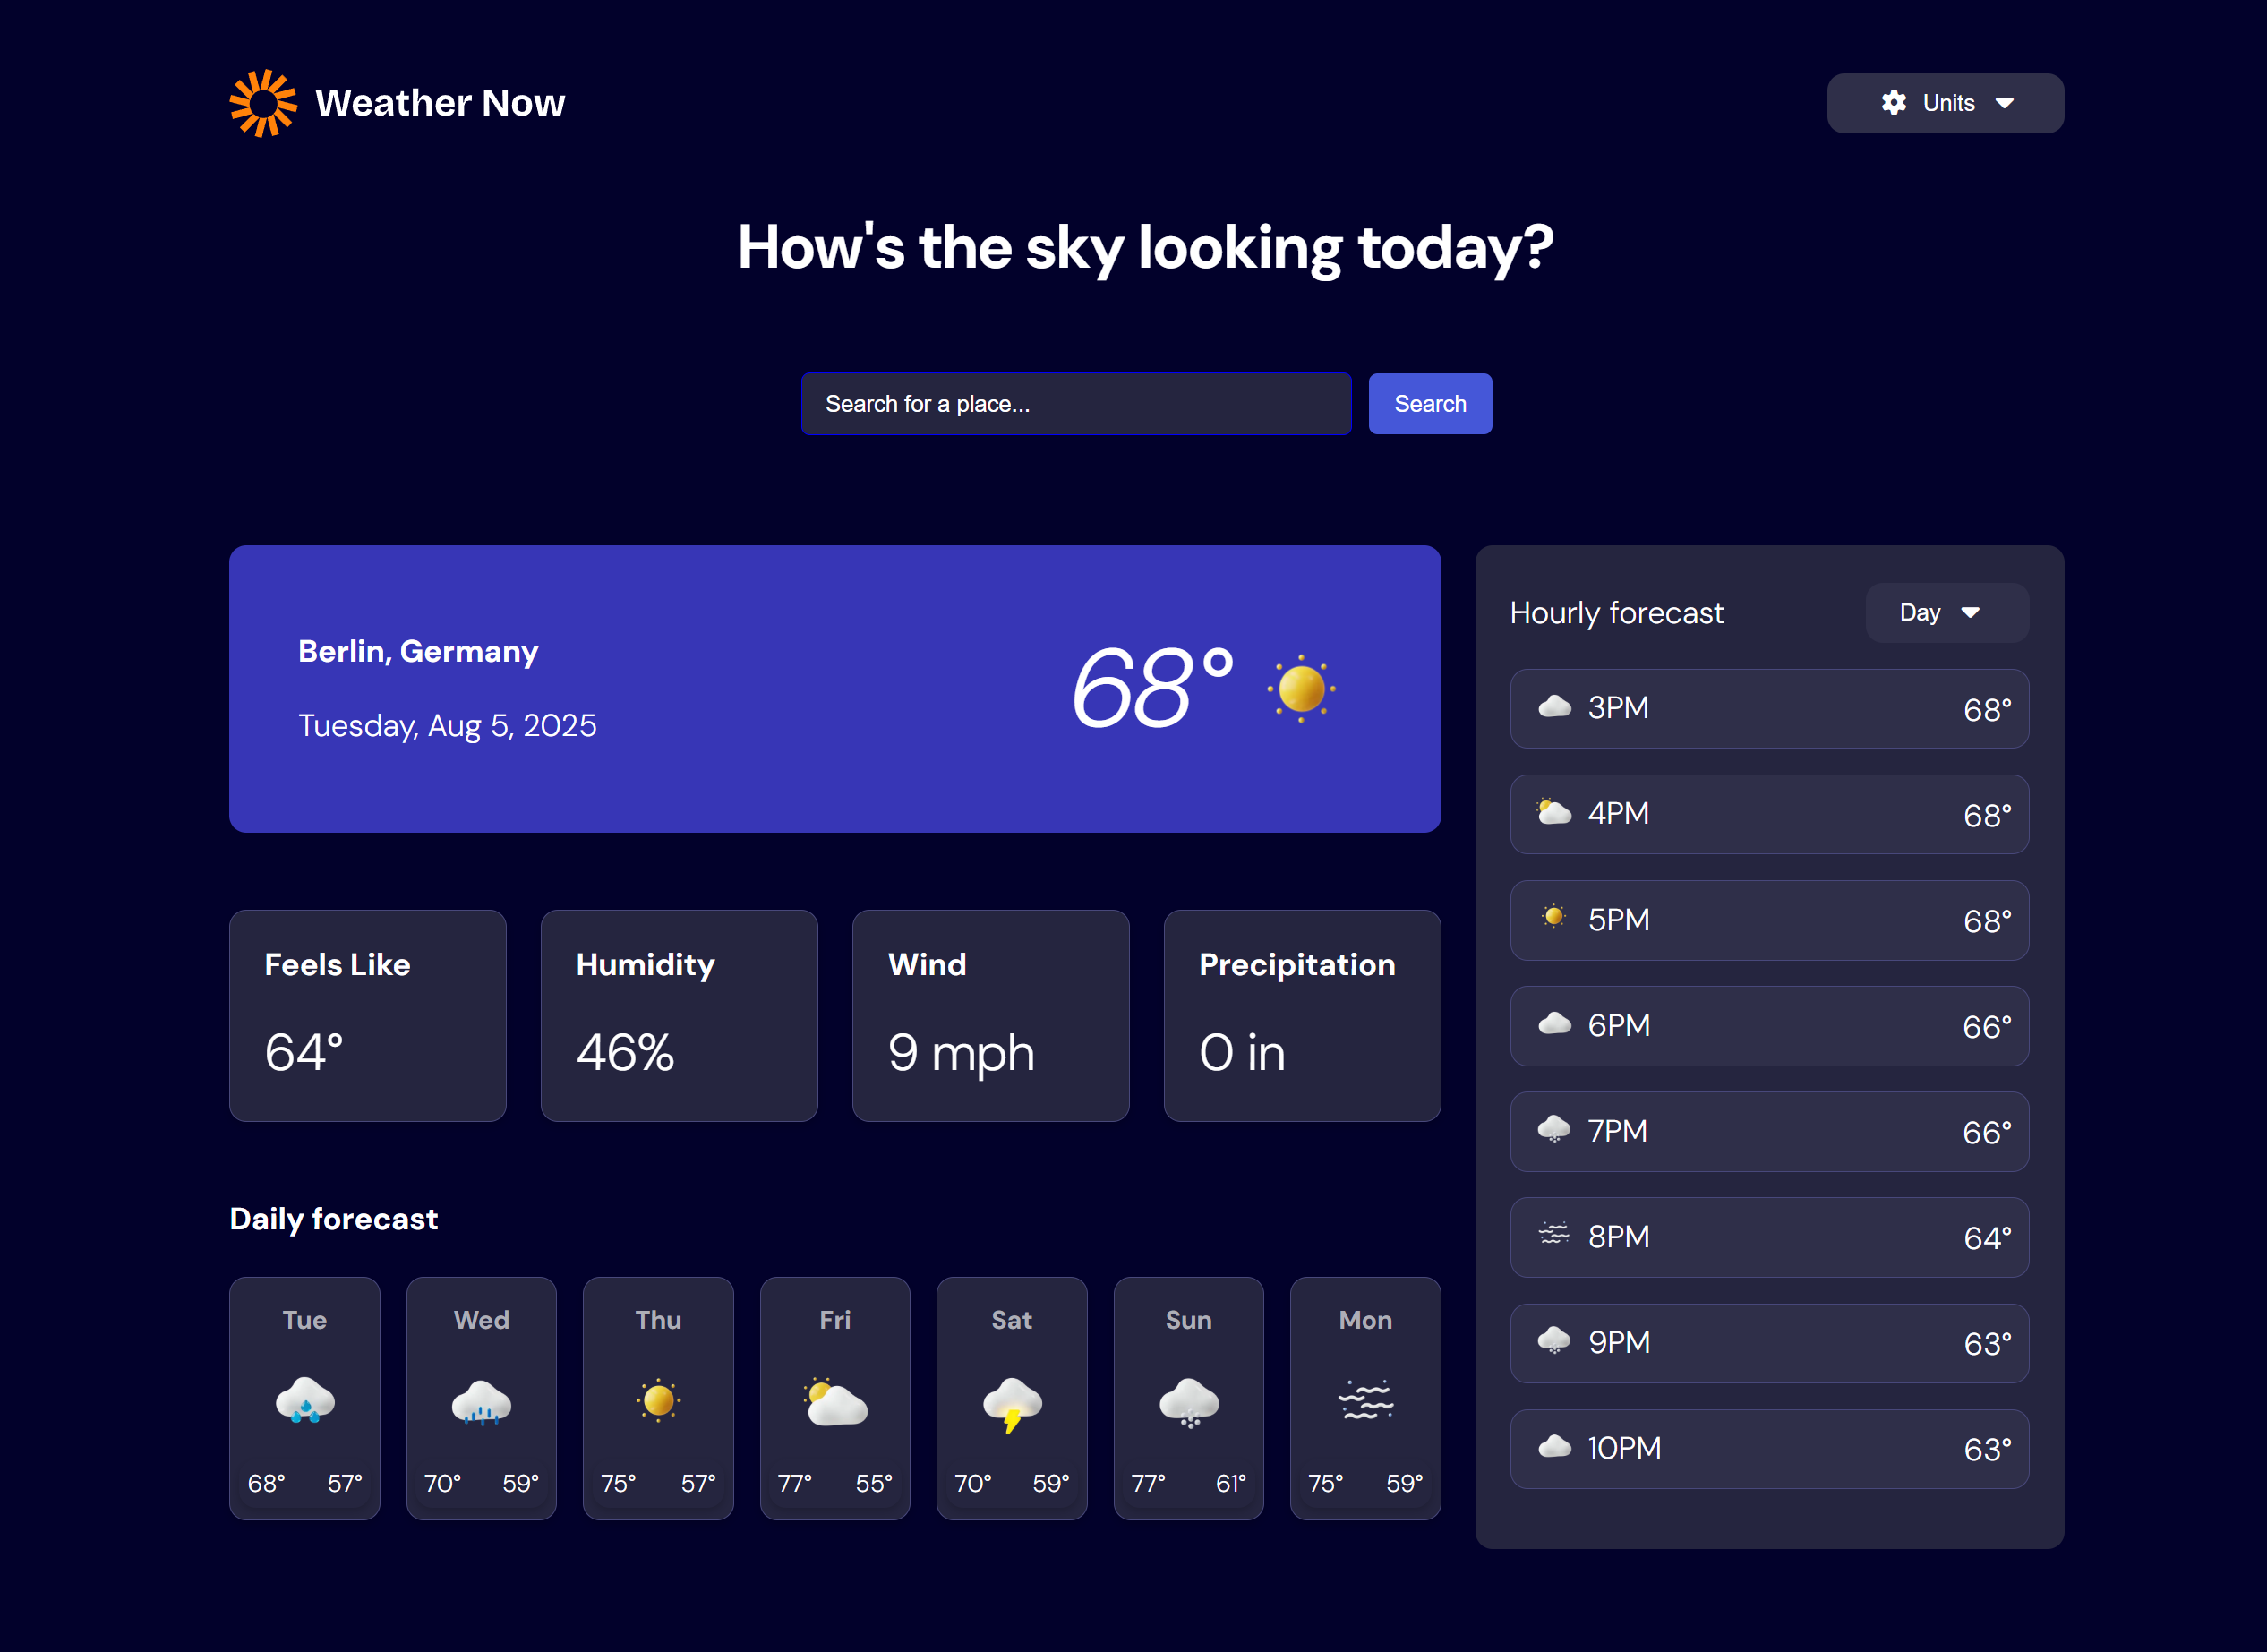 Weather Now
Units
How's the sky looking today?
Search for a place...
Search
Berlin, Germany
Tuesday, Aug 5, 2025
68°
Feels Like
64°
Humidity
46%
Wind
9 mph
Precipitation
0 in
Daily forecast
Tue
68° 57°
Wed
70° 59°
Thu
75° 57°
Fri
77° 55°
Sat
70° 59°
Sun
77° 61°
Mon
75° 59°
Hourly forecast
Day
3PM 68°
4PM 68°
5PM 68°
6PM 66°
7PM 66°
8PM 64°
9PM 63°
10PM 63°